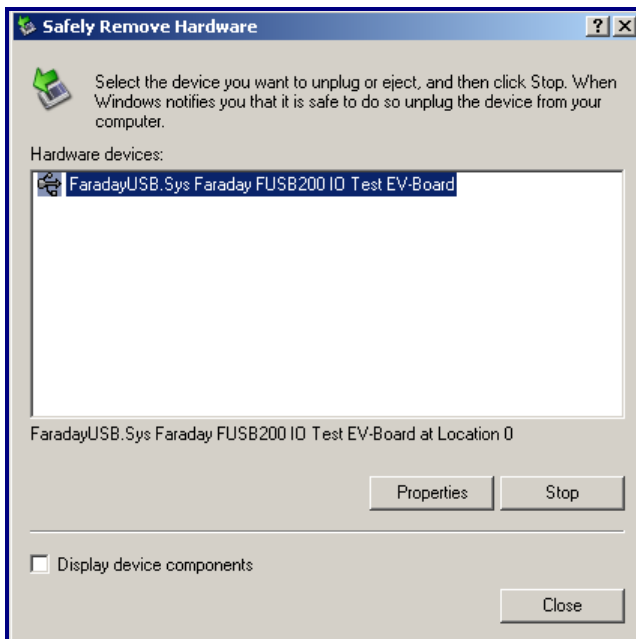 Safely Remove Hardware
Select the device you want to unplug or eject, and then click Stop. When
Windows notifies you that it is safe to do so unplug the device from your
computer.
Hardware devices:
FaradayUSB.Sys Faraday FUSB200 IO Test EV-Board
FaradayUSB.Sys Faraday FUSB200 IO Test EV-Board at Location 0
Properties
Stop
Display device components
Close